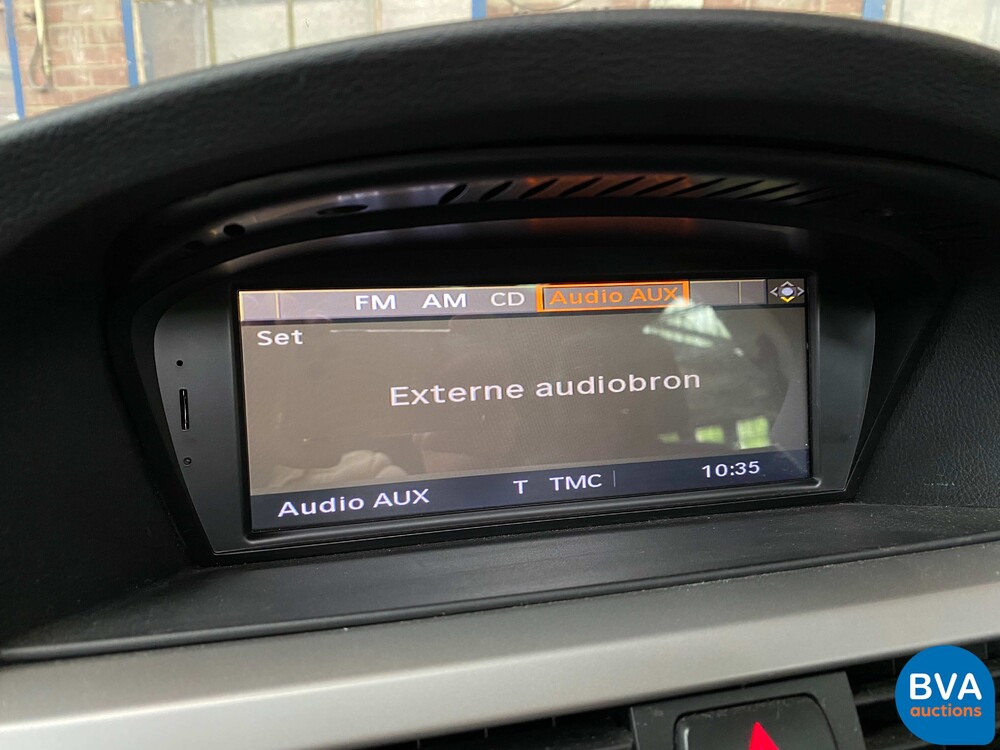 FM AM CD Audio AUX
Set
Externe audiobron
Audio AUX T TMC 10:35
BVA
auctions